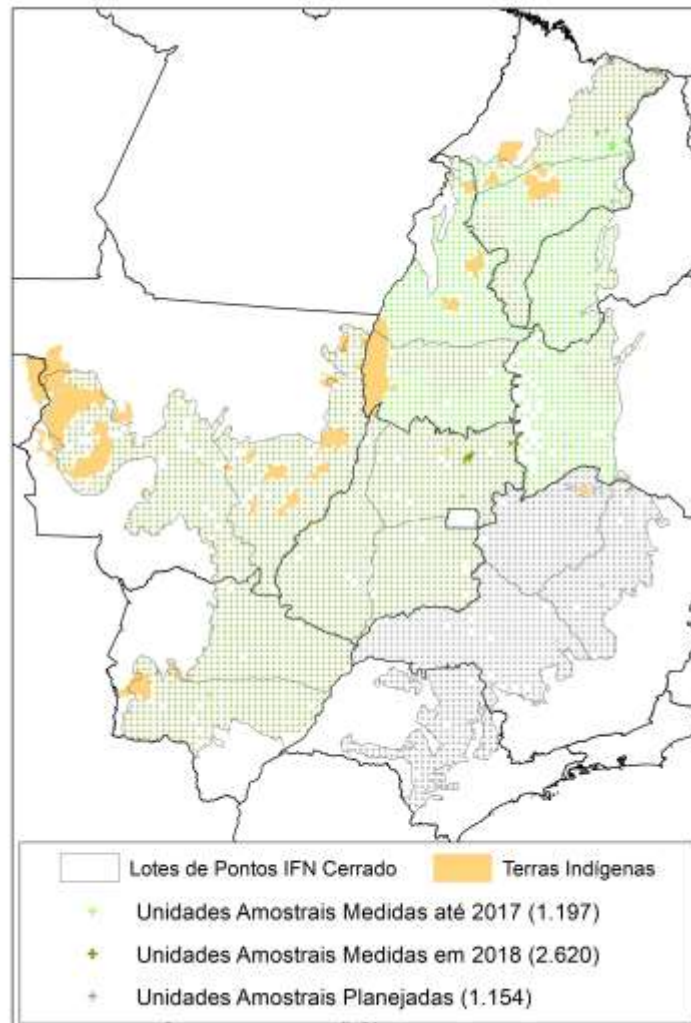 Lotes de Pontos IFN Cerrado Terras Indígenas
Unidades Amostrais Medidas até 2017 (1.197)
Unidades Amostrais Medidas em 2018 (2.620)
Unidades Amostrais Planejadas (1.154)